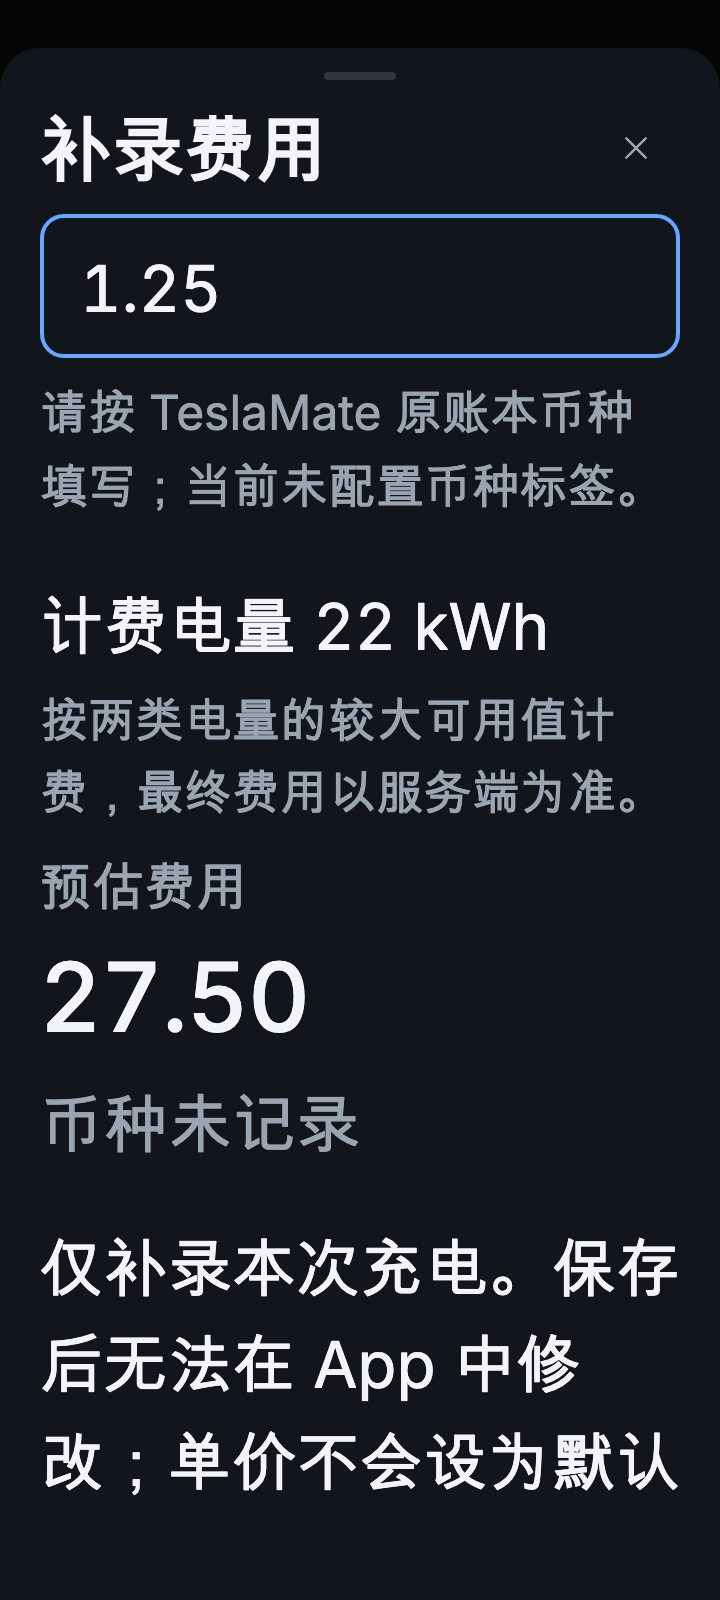 补录费用
1.25
请按 TeslaMate 原账本币种
填写；当前未配置币种标签。
计费电量 22 kWh
按两类电量的较大可用值计
费，最终费用以服务端为准。
预估费用
27.50
币种未记录
仅补录本次充电。保存
后无法在 App 中修
改；单价不会设为默认